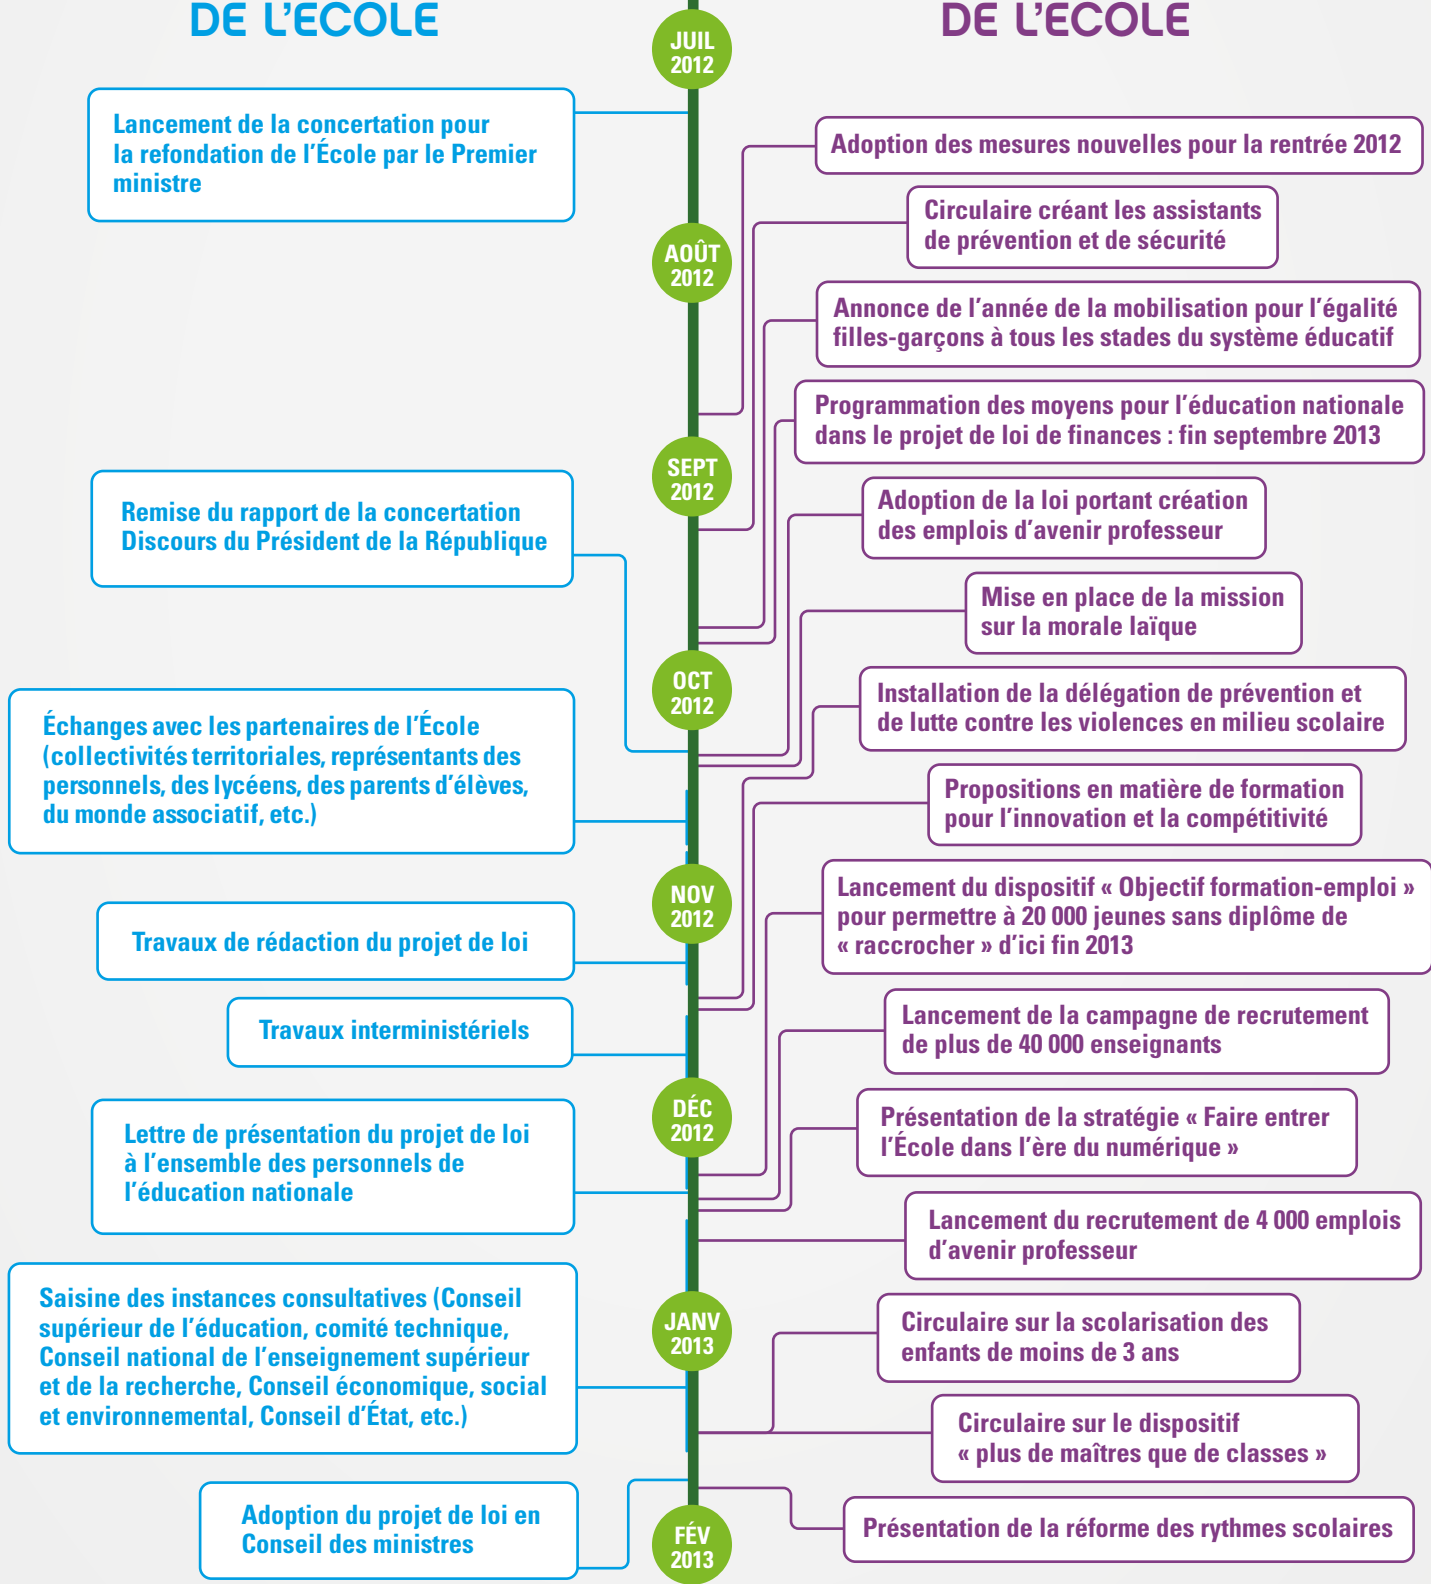 DE L'ECOLE
DE L'ECOLE
JUIL
2012
Lancement de la concertation pour
la refondation de l'École par le Premier
ministre
Adoption des mesures nouvelles pour la rentrée 2012
Circulaire créant les assistants
de prévention et de sécurité
AOÛT
2012
Annonce de l'année de la mobilisation pour l'égalité
filles-garçons à tous les stades du système éducatif
Programmation des moyens pour l'éducation nationale
dans le projet de loi de finances : fin septembre 2013
SEPT
2012
Remise du rapport de la concertation
Discours du Président de la République
Adoption de la loi portant création
des emplois d'avenir professeur
Mise en place de la mission
sur la morale laïque
OCT
2012
Installation de la délégation de prévention et
de lutte contre les violences en milieu scolaire
Échanges avec les partenaires de l'École
(collectivités territoriales, représentants des
personnels, des lycéens, des parents d'élèves,
du monde associatif, etc.)
Propositions en matière de formation
pour l'innovation et la compétitivité
NOV
2012
Lancement du dispositif « Objectif formation-emploi »
pour permettre à 20 000 jeunes sans diplôme de
« raccrocher » d'ici fin 2013
Travaux de rédaction du projet de loi
Travaux interministériels
Lancement de la campagne de recrutement
de plus de 40 000 enseignants
DÉC
2012
Lettre de présentation du projet de loi
à l'ensemble des personnels de
l'éducation nationale
Présentation de la stratégie « Faire entrer
l'École dans l'ère du numérique »
Lancement du recrutement de 4 000 emplois
d'avenir professeur
Saisine des instances consultatives (Conseil
supérieur de l'éducation, comité technique,
Conseil national de l'enseignement supérieur
et de la recherche, Conseil économique, social
et environnemental, Conseil d'État, etc.)
JANV
2013
Circulaire sur la scolarisation des
enfants de moins de 3 ans
Circulaire sur le dispositif
« plus de maîtres que de classes »
Adoption du projet de loi en
Conseil des ministres
Présentation de la réforme des rythmes scolaires
FÉV
2013